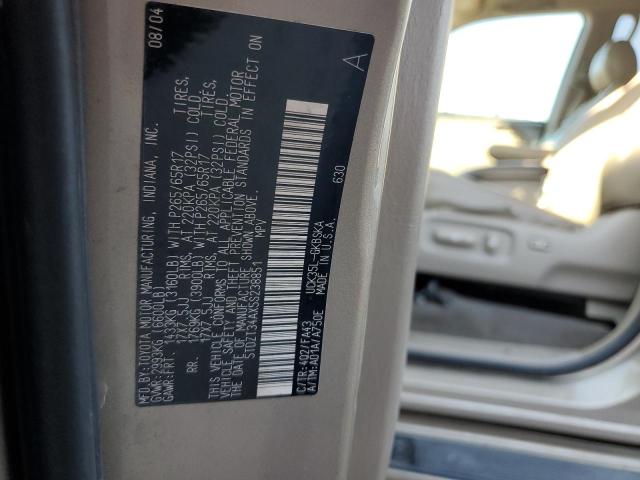 MFD. BY: TOYOTA MOTOR MANUFACTURING, INDIANA, INC. 08/04
GVWR: 2993KG (6600LB)
GAWR: FRT. 1433KG (3160LB) WITH P265/65R17 TIRES,
17X7.5JJ RIMS, AT 220KPA (32PSI) COLD.
RR. 1769KG (3900LB) WITH P265/65R17 TIRES,
17X7.5JJ RIMS, AT 220KPA (32PSI) COLD.
THIS VEHICLE CONFORMS TO ALL APPLICABLE FEDERAL MOTOR
VEHICLE SAFETY AND THEFT PREVENTION STANDARDS IN EFFECT ON
THE DATE OF MANUFACTURE SHOWN ABOVE.
MPV A
C/TR: 4Q2/FA43 UCK35L-GKBSKA 630
A/TM: A01A/A750E MADE IN U.S.A.